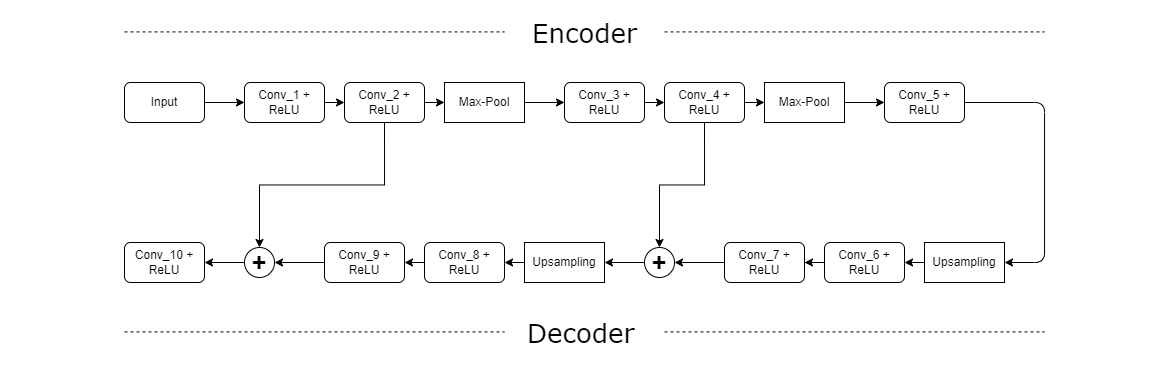 Encoder
Input
Conv_1 +
ReLU
Conv_2 +
ReLU
Max-Pool
Conv_3 +
ReLU
Conv_4 +
ReLU
Max-Pool
Conv_5 +
ReLU
Conv_10 +
ReLU
+
Conv_9 +
ReLU
Conv_8 +
ReLU
Upsampling
+
Conv_7 +
ReLU
Conv_6 +
ReLU
Upsampling
Decoder